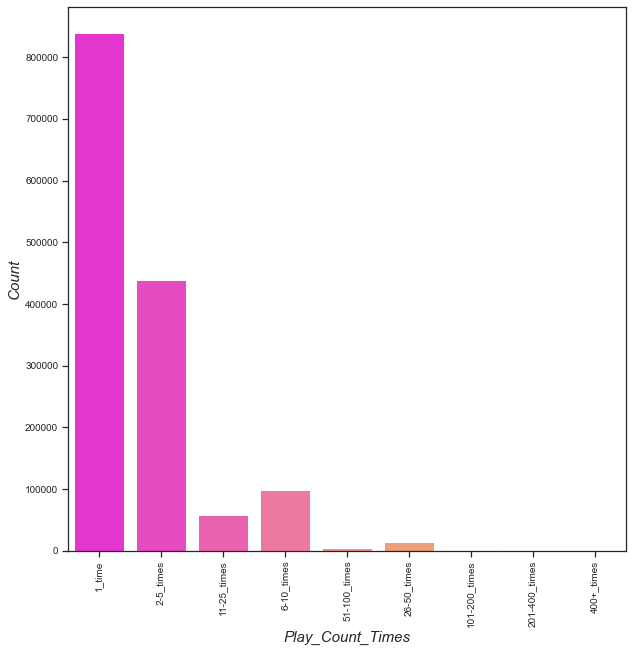 800000
700000
600000
500000
400000
300000
200000
100000
0
Count
1_time
2-5_times
11-25_times
6-10_times
51-100_times
26-50_times
101-200_times
201-400_times
400+_times
Play_Count_Times